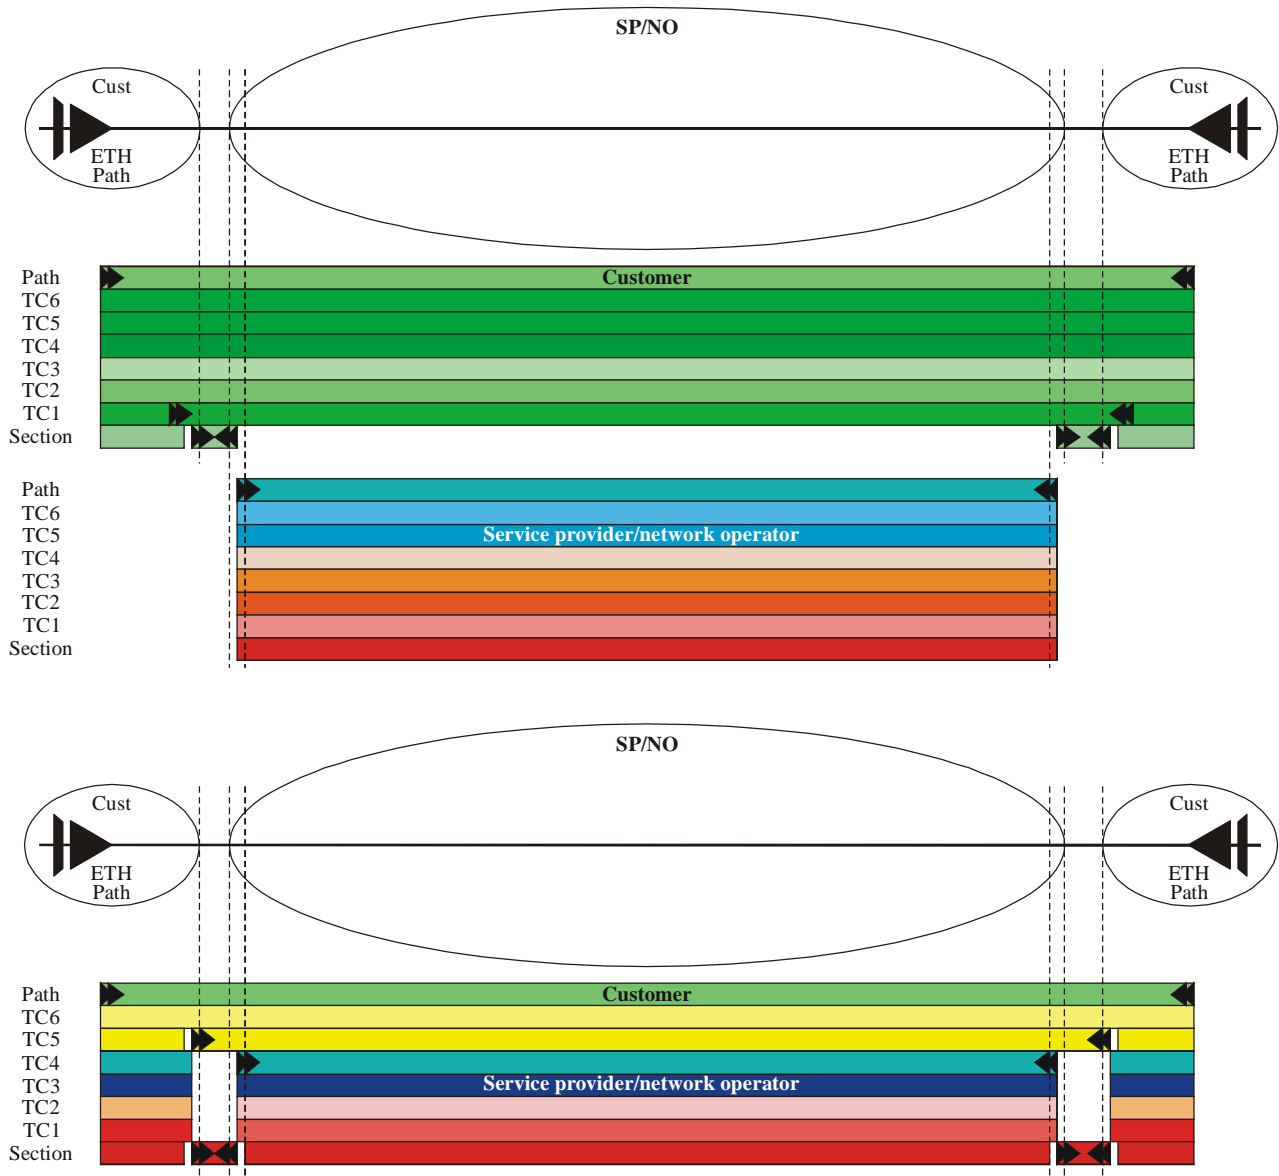 SP/NO
Cust
Cust
ETH
Path
ETH
Path
Path
Customer
TC6
TC5
TC4
TC3
TC2
TC1
Section
Path
TC6
TC5
Service provider/network operator
TC4
TC3
TC2
TC1
Section
SP/NO
Cust
Cust
ETH
Path
ETH
Path
Path
Customer
TC6
TC5
TC4
TC3
Service provider/network operator
TC2
TC1
Section